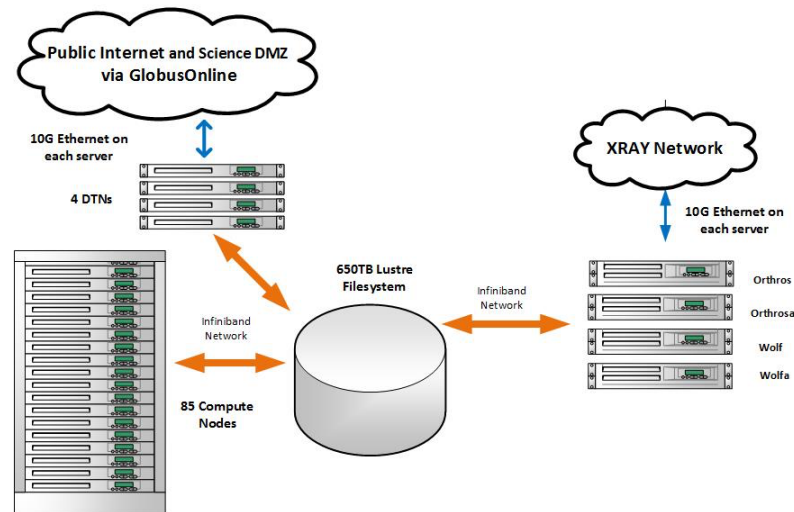 Public Internet and Science DMZ
via GlobusOnline
10G Ethernet on
each server
4 DTNs
XRAY Network
10G Ethernet on
each server
650TB Lustre
Filesystem
Infiniband
Network
Infiniband
Network
85 Compute
Nodes
Orthros
Orthrosa
Wolf
Wolfa